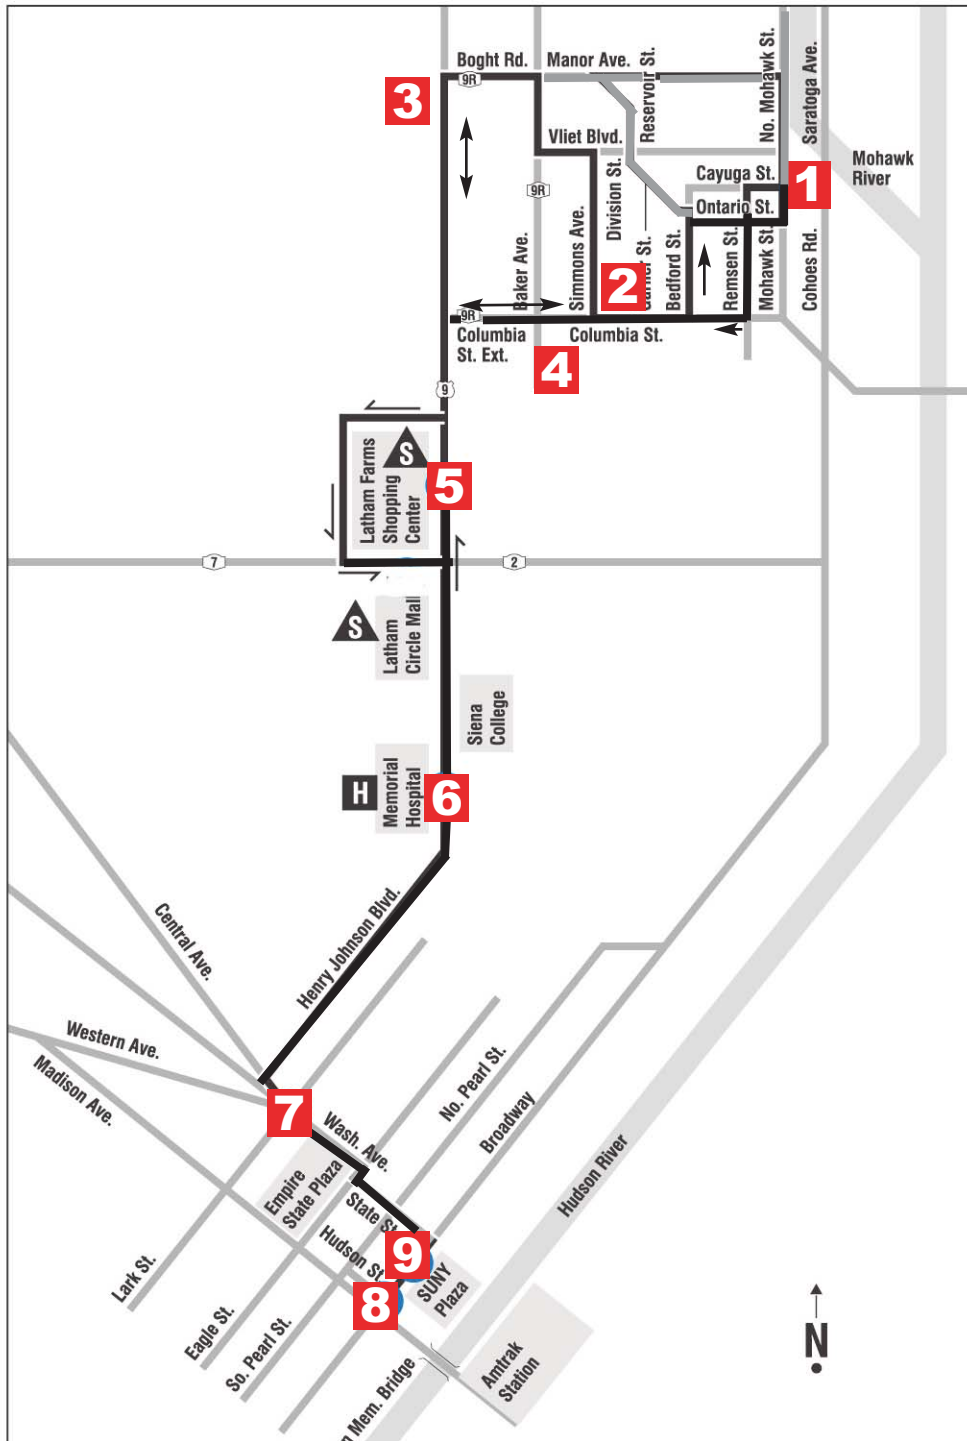 Boght Rd.
Manor Ave.
9R
3
Reservoir St.
No. Mohawk St.
Saratoga Ave.
Vliet Blvd.
Mohawk
River
Cayuga St.
1
9R
Ontario St.
Division St.
Baker Ave.
Simmons Ave.
2
Bedford St.
Remsen St.
Mohawk St.
Cohoes Rd.
9R
Columbia
St. Ext.
Columbia St.
4
9
Latham Farms
Shopping
Center
S
5
7
2
S
Latham
Circle Mall
Siena
College
H
Memorial
Hospital
6
Henry Johnson Blvd.
Central Ave.
Western Ave.
Madison Ave.
7
Wash. Ave.
No. Pearl St.
Broadway
Hudson River
Empire
State Plaza
State St.
Hudson St.
9
8
SUNY
Plaza
Lark St.
Eagle St.
So. Pearl St.
Mem. Bridge
Amtrak
Station
N